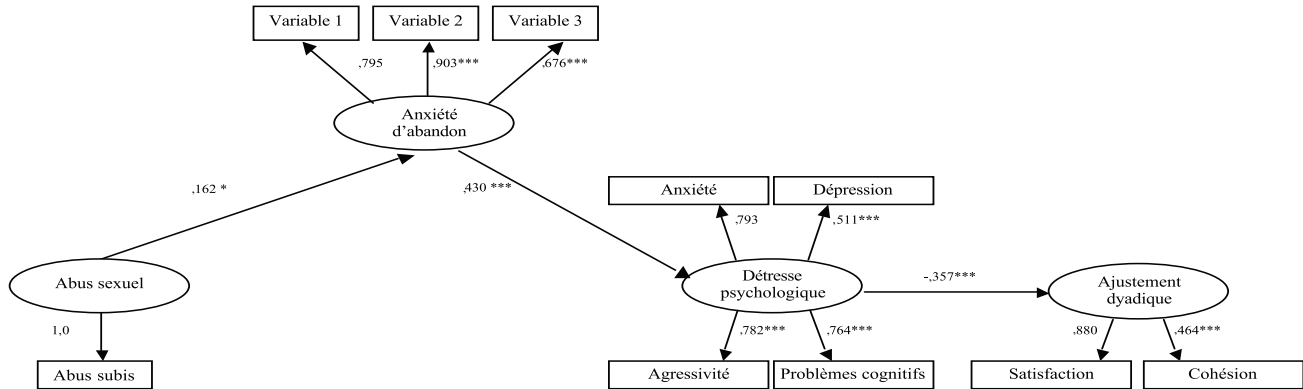 Variable 1
Variable 2
Variable 3
,795
,903***
,676***
Anxiété
d’abandon
,162 *
,430 ***
Anxiété
Dépression
,793
,511***
Abus sexuel
Détresse
psychologique
-,357***
Ajustement
dyadique
1,0
,782***
,764***
,880
,464***
Abus subis
Agressivité
Problèmes cognitifs
Satisfaction
Cohésion